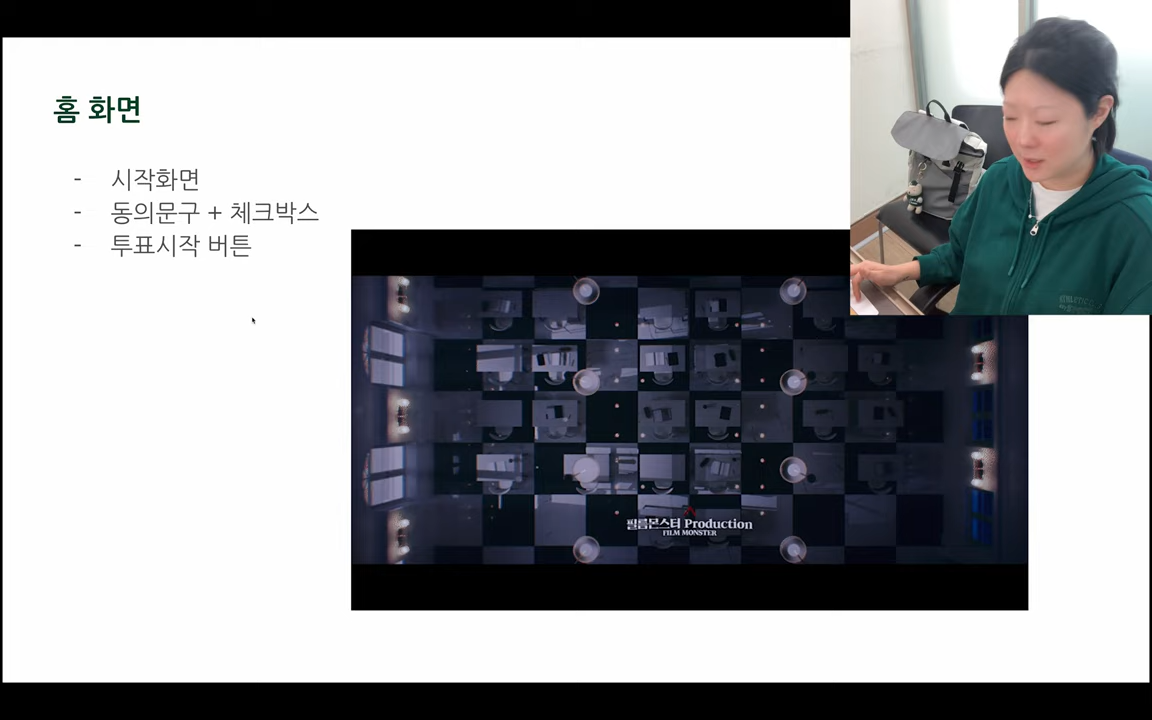 홈 화면
- 시작화면
- 동의문구 + 체크박스
- 투표시작 버튼
필름몬스터 Production
FILM MONSTER